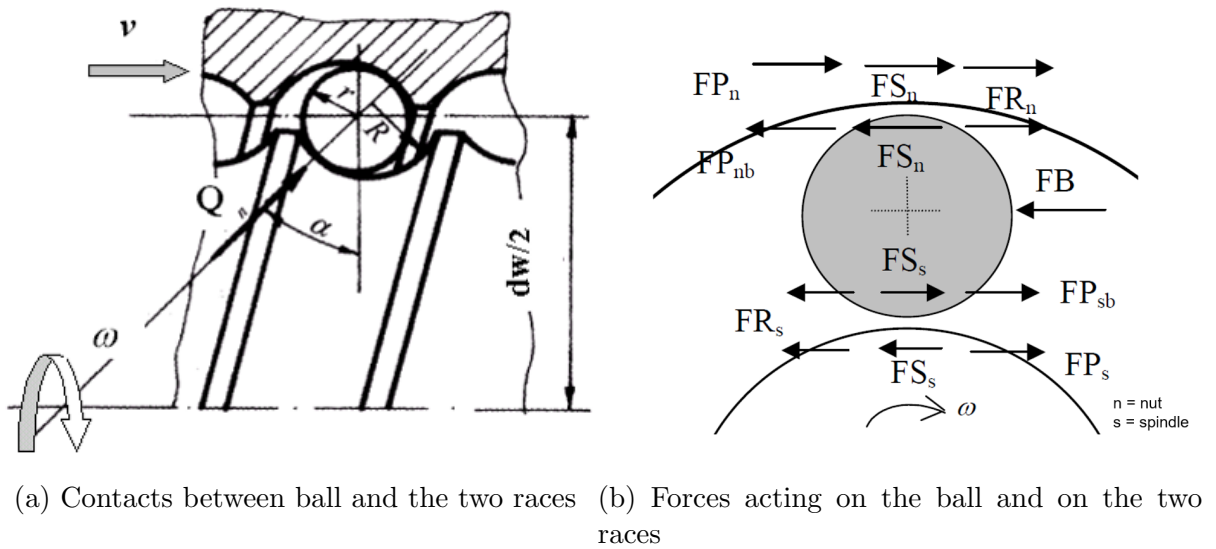 v
r
R
Q
n
α
dw/2
ω
FPₙ
FSₙ
FRₙ
FPₙb
FSₙ
FB
FSₛ
FPₛb
FRₛ
FSₛ
FPₛ
ω
n = nut
s = spindle
(a) Contacts between ball and the two races
(b) Forces acting on the ball and on the two
races